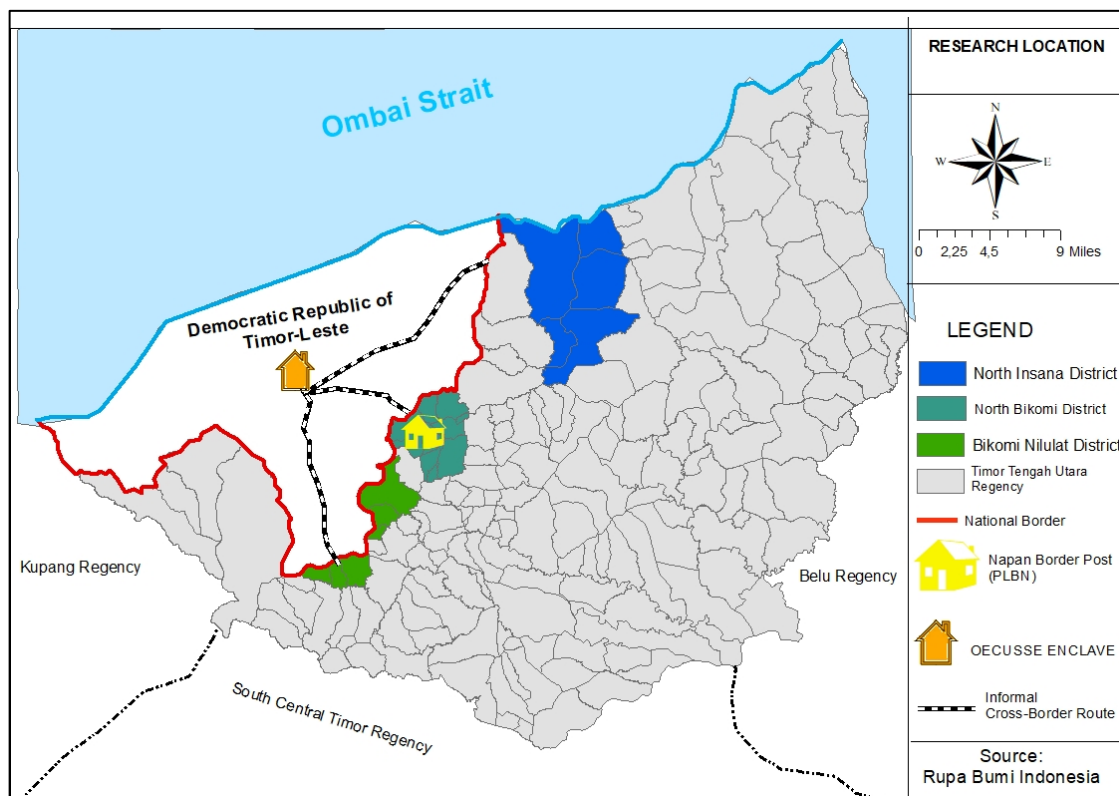 Ombai Strait
Democratic Republic of
Timor-Leste
Kupang Regency
Belu Regency
South Central Timor Regency
RESEARCH LOCATION
N
W
E
S
0 2,25 4,5 9 Miles
LEGEND
North Insana District
North Bikomi District
Bikomi Nilulat District
Timor Tengah Utara
Regency
National Border
Napan Border Post
(PLBN)
OECUSSE ENCLAVE
Informal
Cross-Border Route
Source:
Rupa Bumi Indonesia